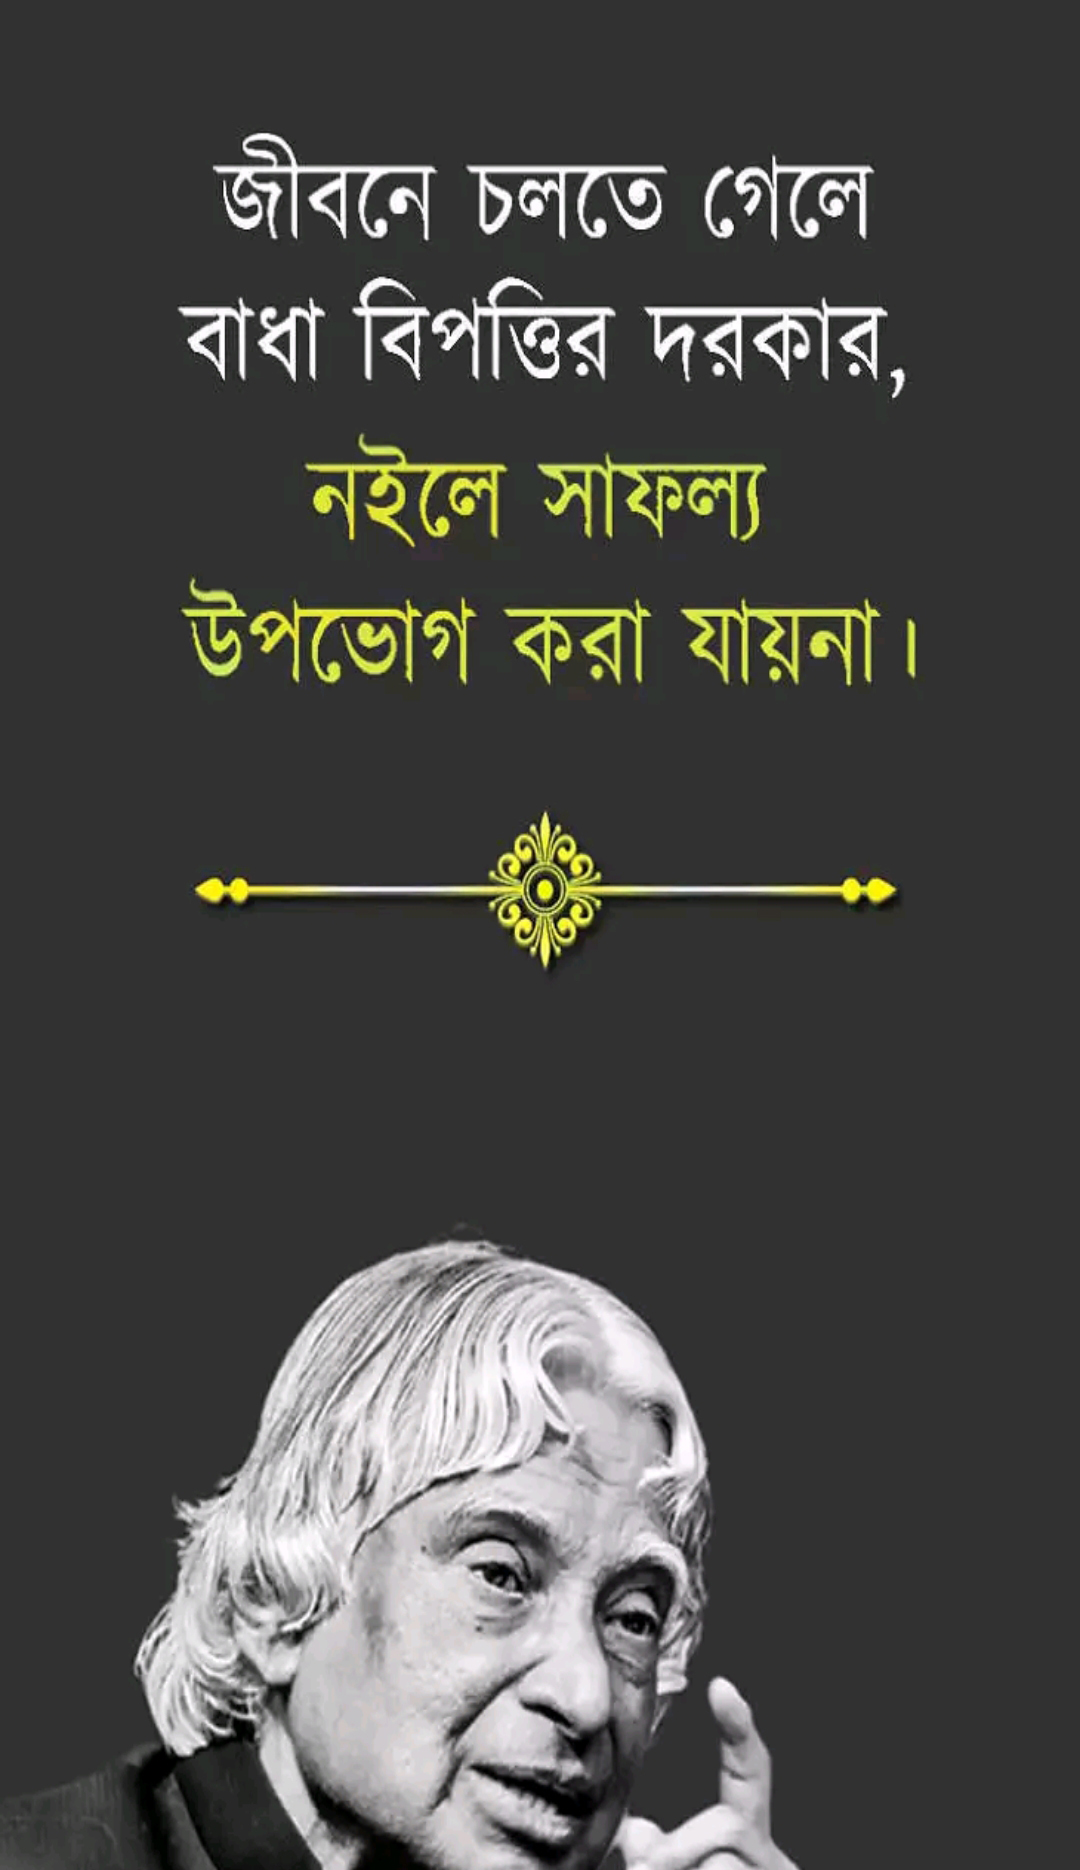 জীবনে চলতে গেলে
বাধা বিপত্তির দরকার,
নইলে সাফল্য
উপভোগ করা যায়না।